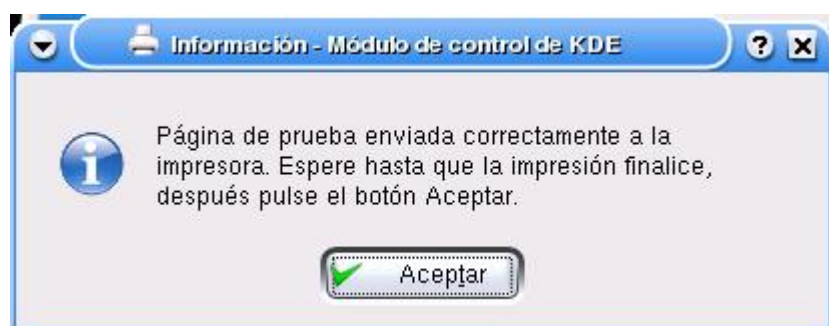 Información - Módulo de control de KDE
Página de prueba enviada correctamente a la
impresora. Espere hasta que la impresión finalice,
después pulse el botón Aceptar.
Aceptar